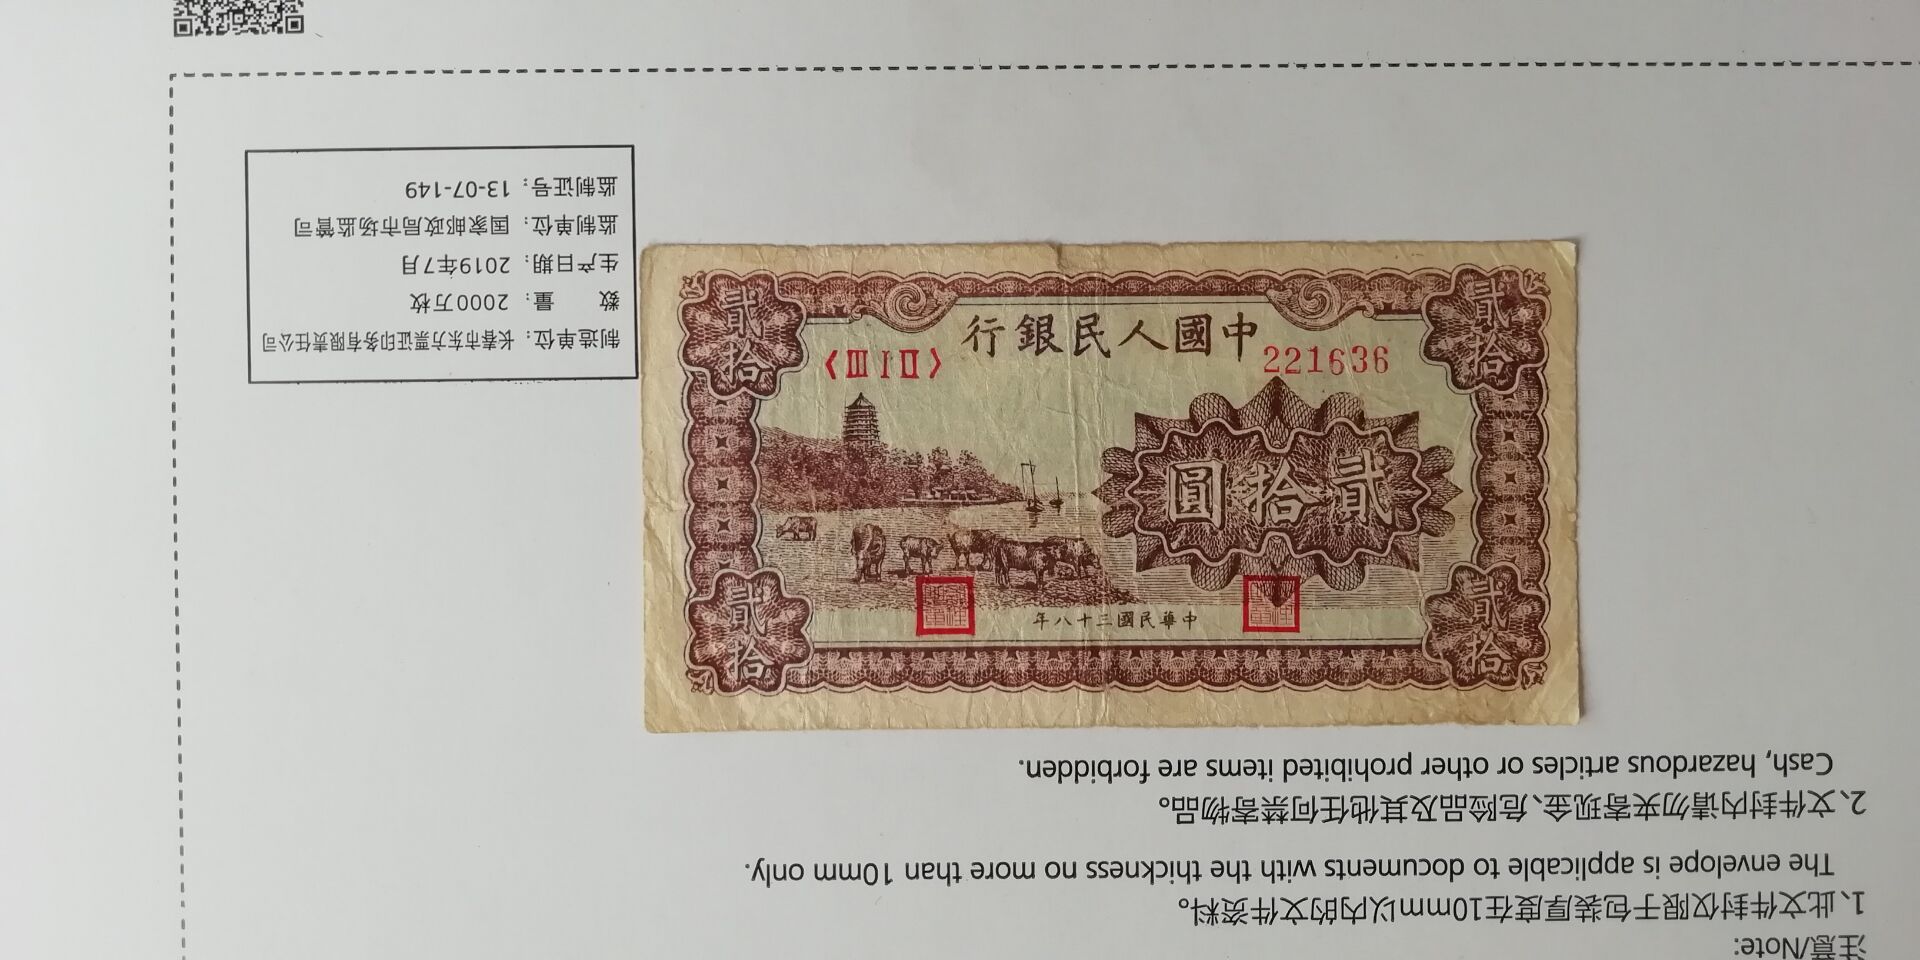 中國人民銀行
〈ⅢⅠⅡ〉
221636
貳拾
貳拾
貳拾圓
貳拾
貳拾
中華民國三十八年
注意/Note:
1、此文件封仅限于包装厚度在10mm以内的文件资料。
The envelope is applicable to documents with the thickness no more than 10mm only.
2、文件封内请勿夹寄现金、危险品及其他任何禁寄物品。
Cash, hazardous articles or other prohibited items are forbidden.
制造单位：长春市东方票证印务有限责任公司
数 量：2000万枚
生产日期：2019年7月
监制单位：国家邮政局市场监管司
监制证号：13-07-149